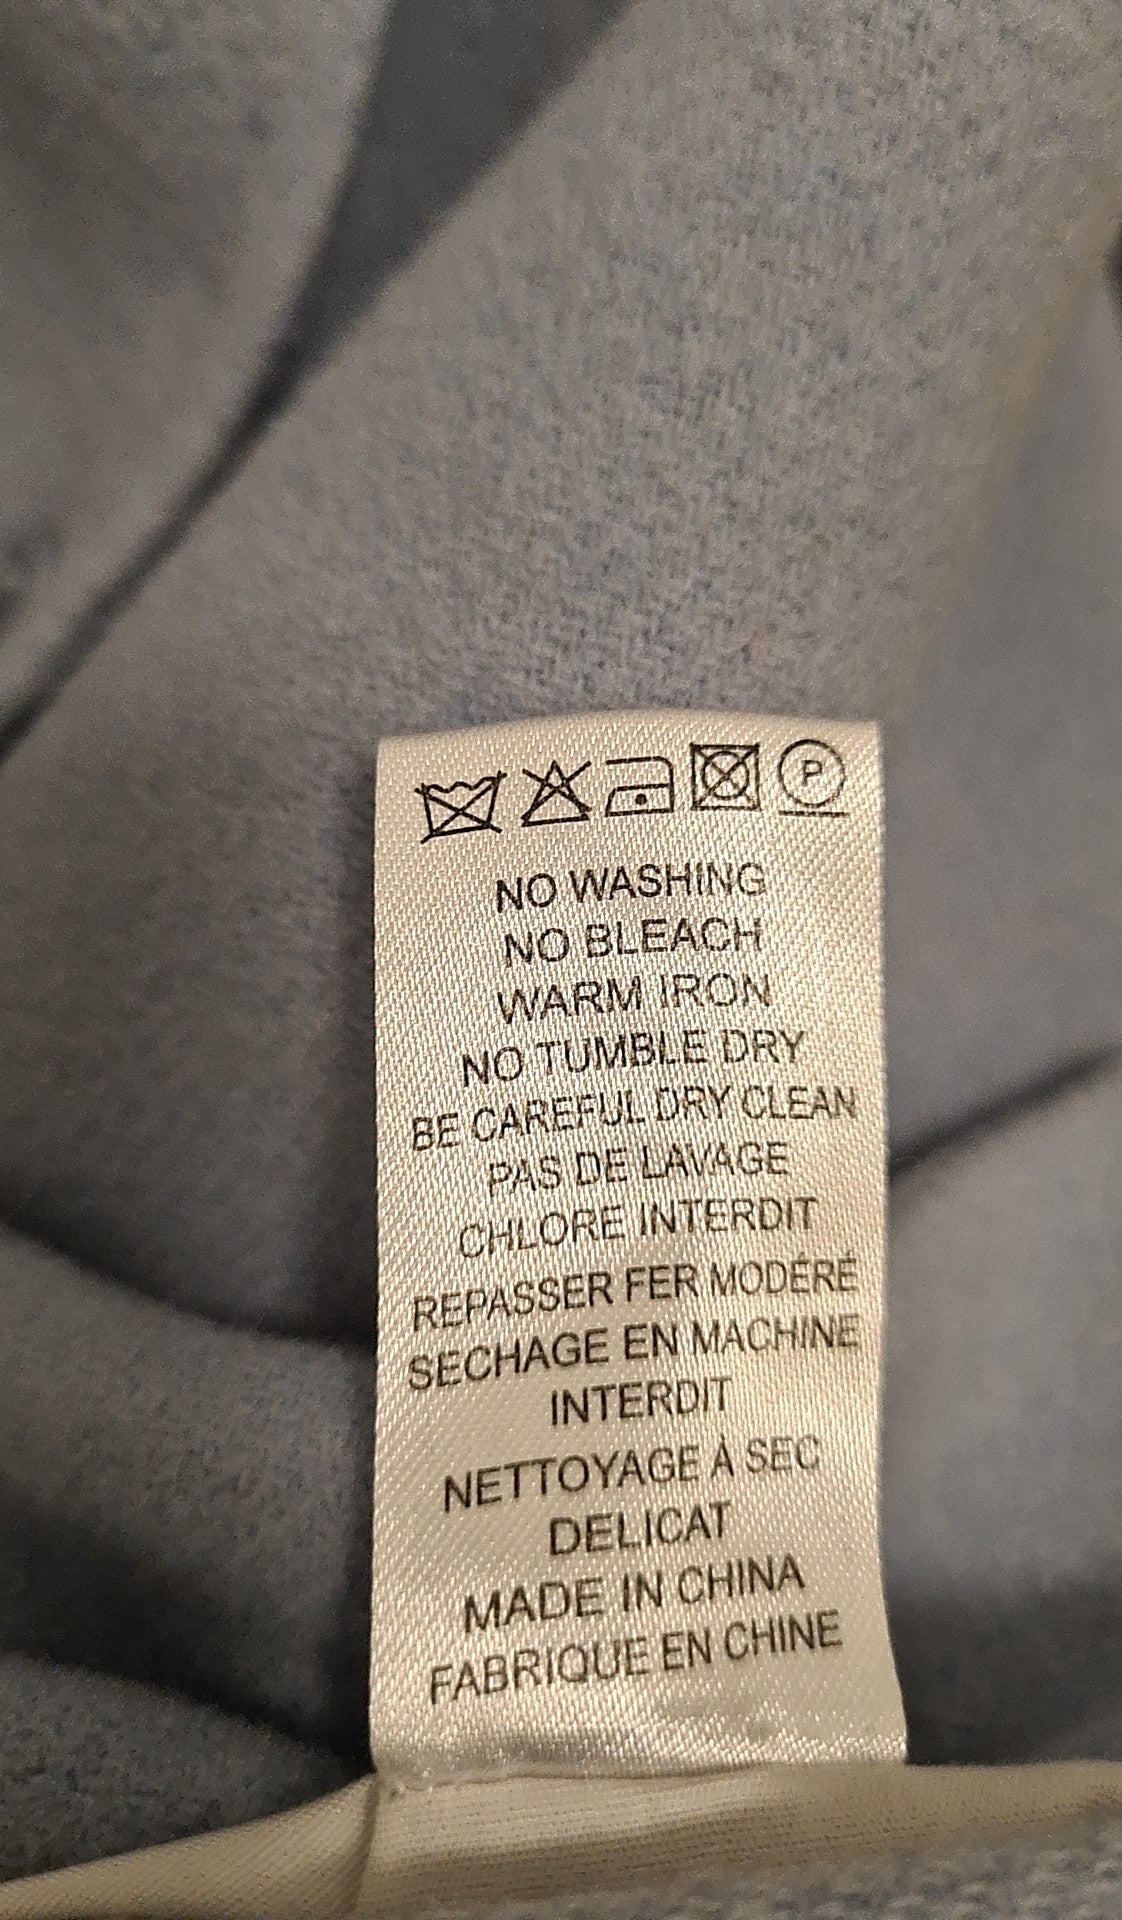 P
NO WASHING
NO BLEACH
WARM IRON
NO TUMBLE DRY
BE CAREFUL DRY CLEAN
PAS DE LAVAGE
CHLORE INTERDIT
REPASSER FER MODÉRÉ
SECHAGE EN MACHINE
INTERDIT
NETTOYAGE À SEC
DELICAT
MADE IN CHINA
FABRIQUE EN CHINE